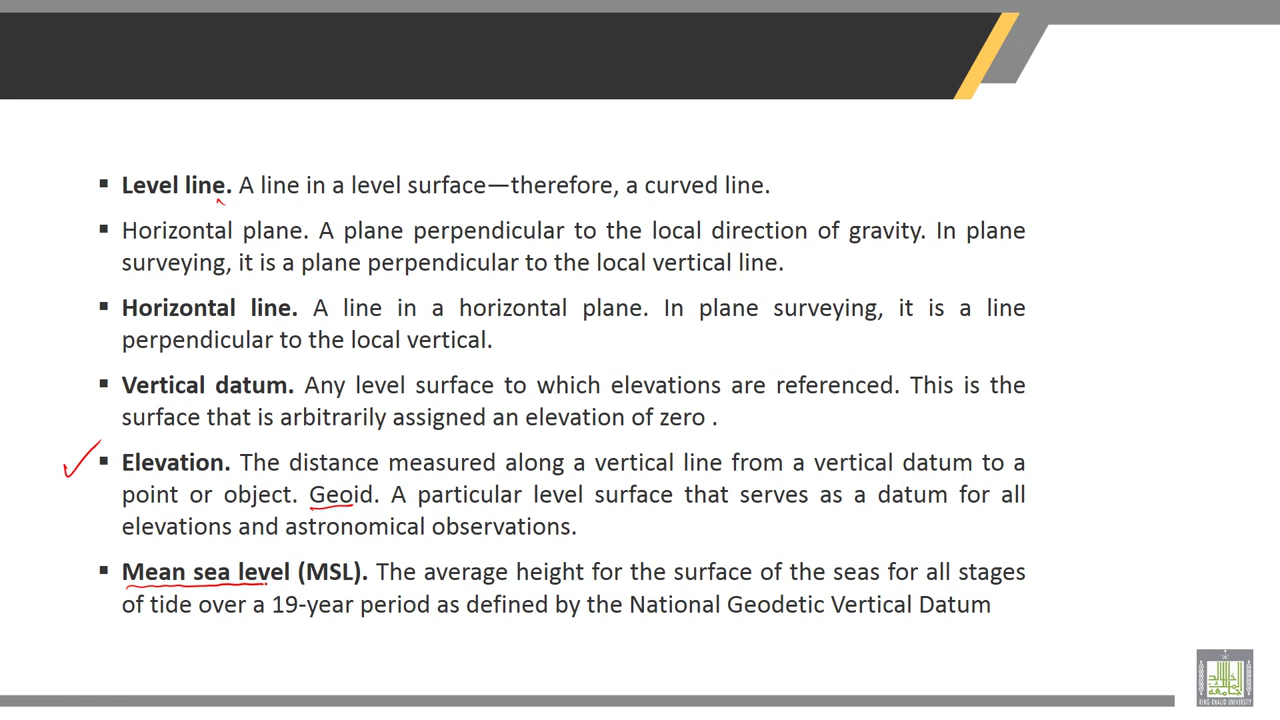 ▪ Level line. A line in a level surface—therefore, a curved line.
▪ Horizontal plane. A plane perpendicular to the local direction of gravity. In plane
surveying, it is a plane perpendicular to the local vertical line.
▪ Horizontal line. A line in a horizontal plane. In plane surveying, it is a line
perpendicular to the local vertical.
▪ Vertical datum. Any level surface to which elevations are referenced. This is the
surface that is arbitrarily assigned an elevation of zero .
▪ Elevation. The distance measured along a vertical line from a vertical datum to a
point or object. Geoid. A particular level surface that serves as a datum for all
elevations and astronomical observations.
▪ Mean sea level (MSL). The average height for the surface of the seas for all stages
of tide over a 19-year period as defined by the National Geodetic Vertical Datum
KING KHALID UNIVERSITY